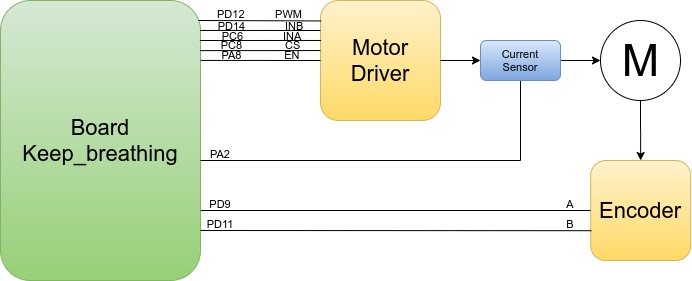 PD12 PWM
PD14 INB
PC6 INA
PC8 CS
PA8 EN
Motor
Driver
Current
Sensor
M
Board
Keep_breathing
PA2
PD9 A
PD11 B
Encoder